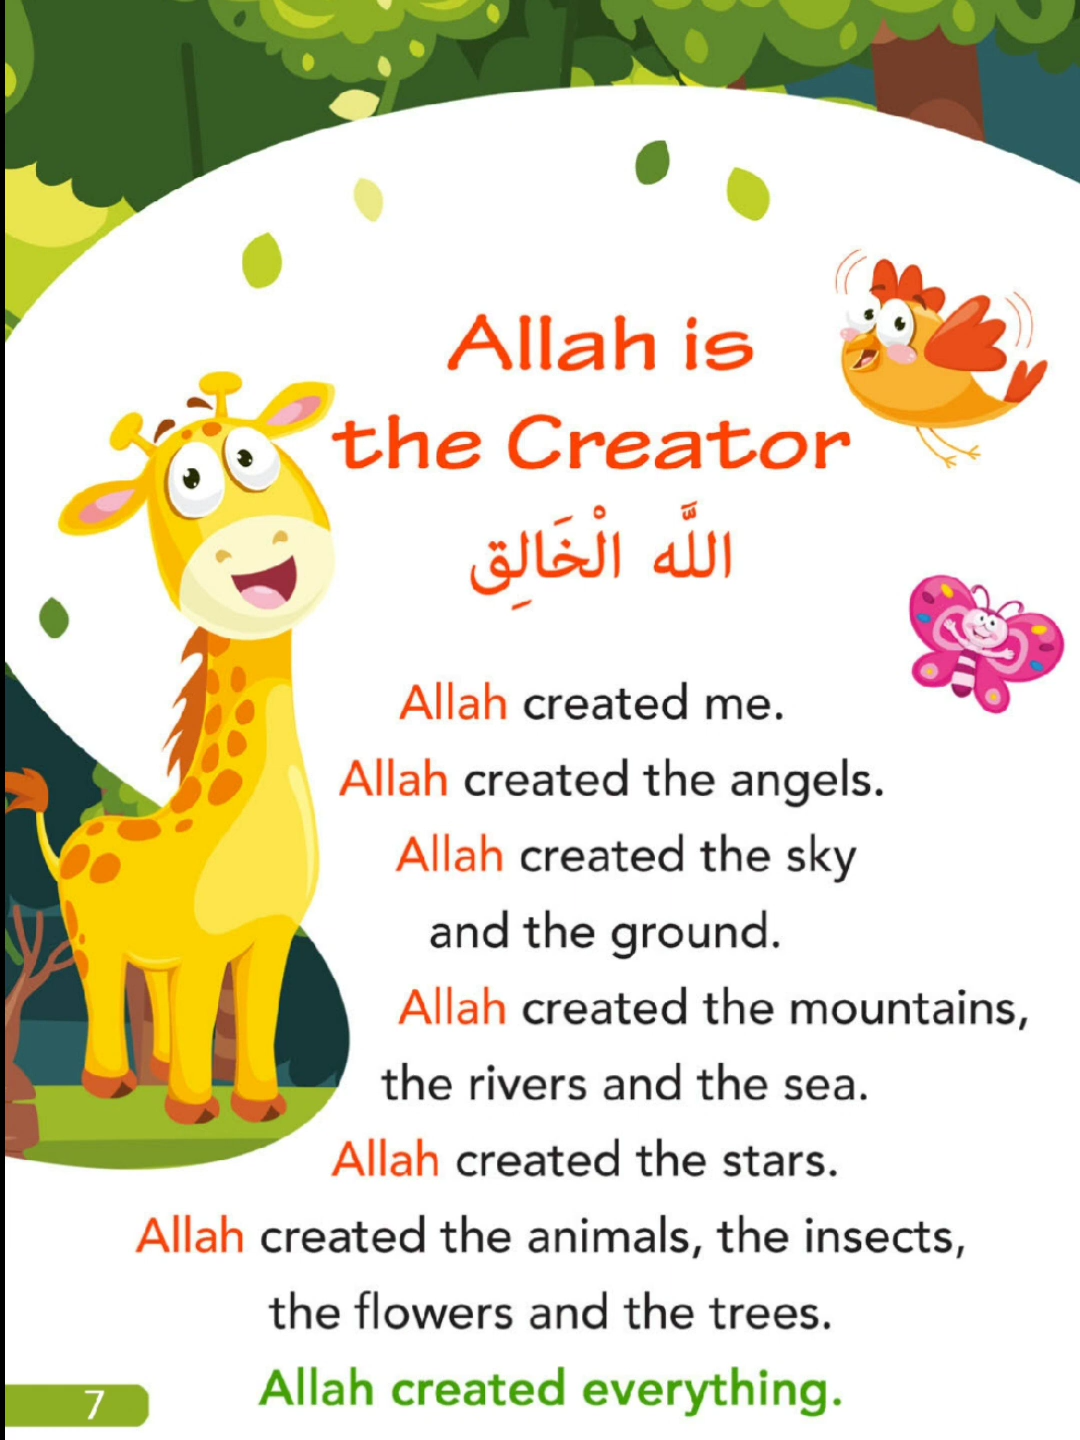 Allah is
the Creator
اللَّه الْخَالِق
Allah created me.
Allah created the angels.
Allah created the sky
and the ground.
Allah created the mountains,
the rivers and the sea.
Allah created the stars.
Allah created the animals, the insects,
the flowers and the trees.
Allah created everything.
7